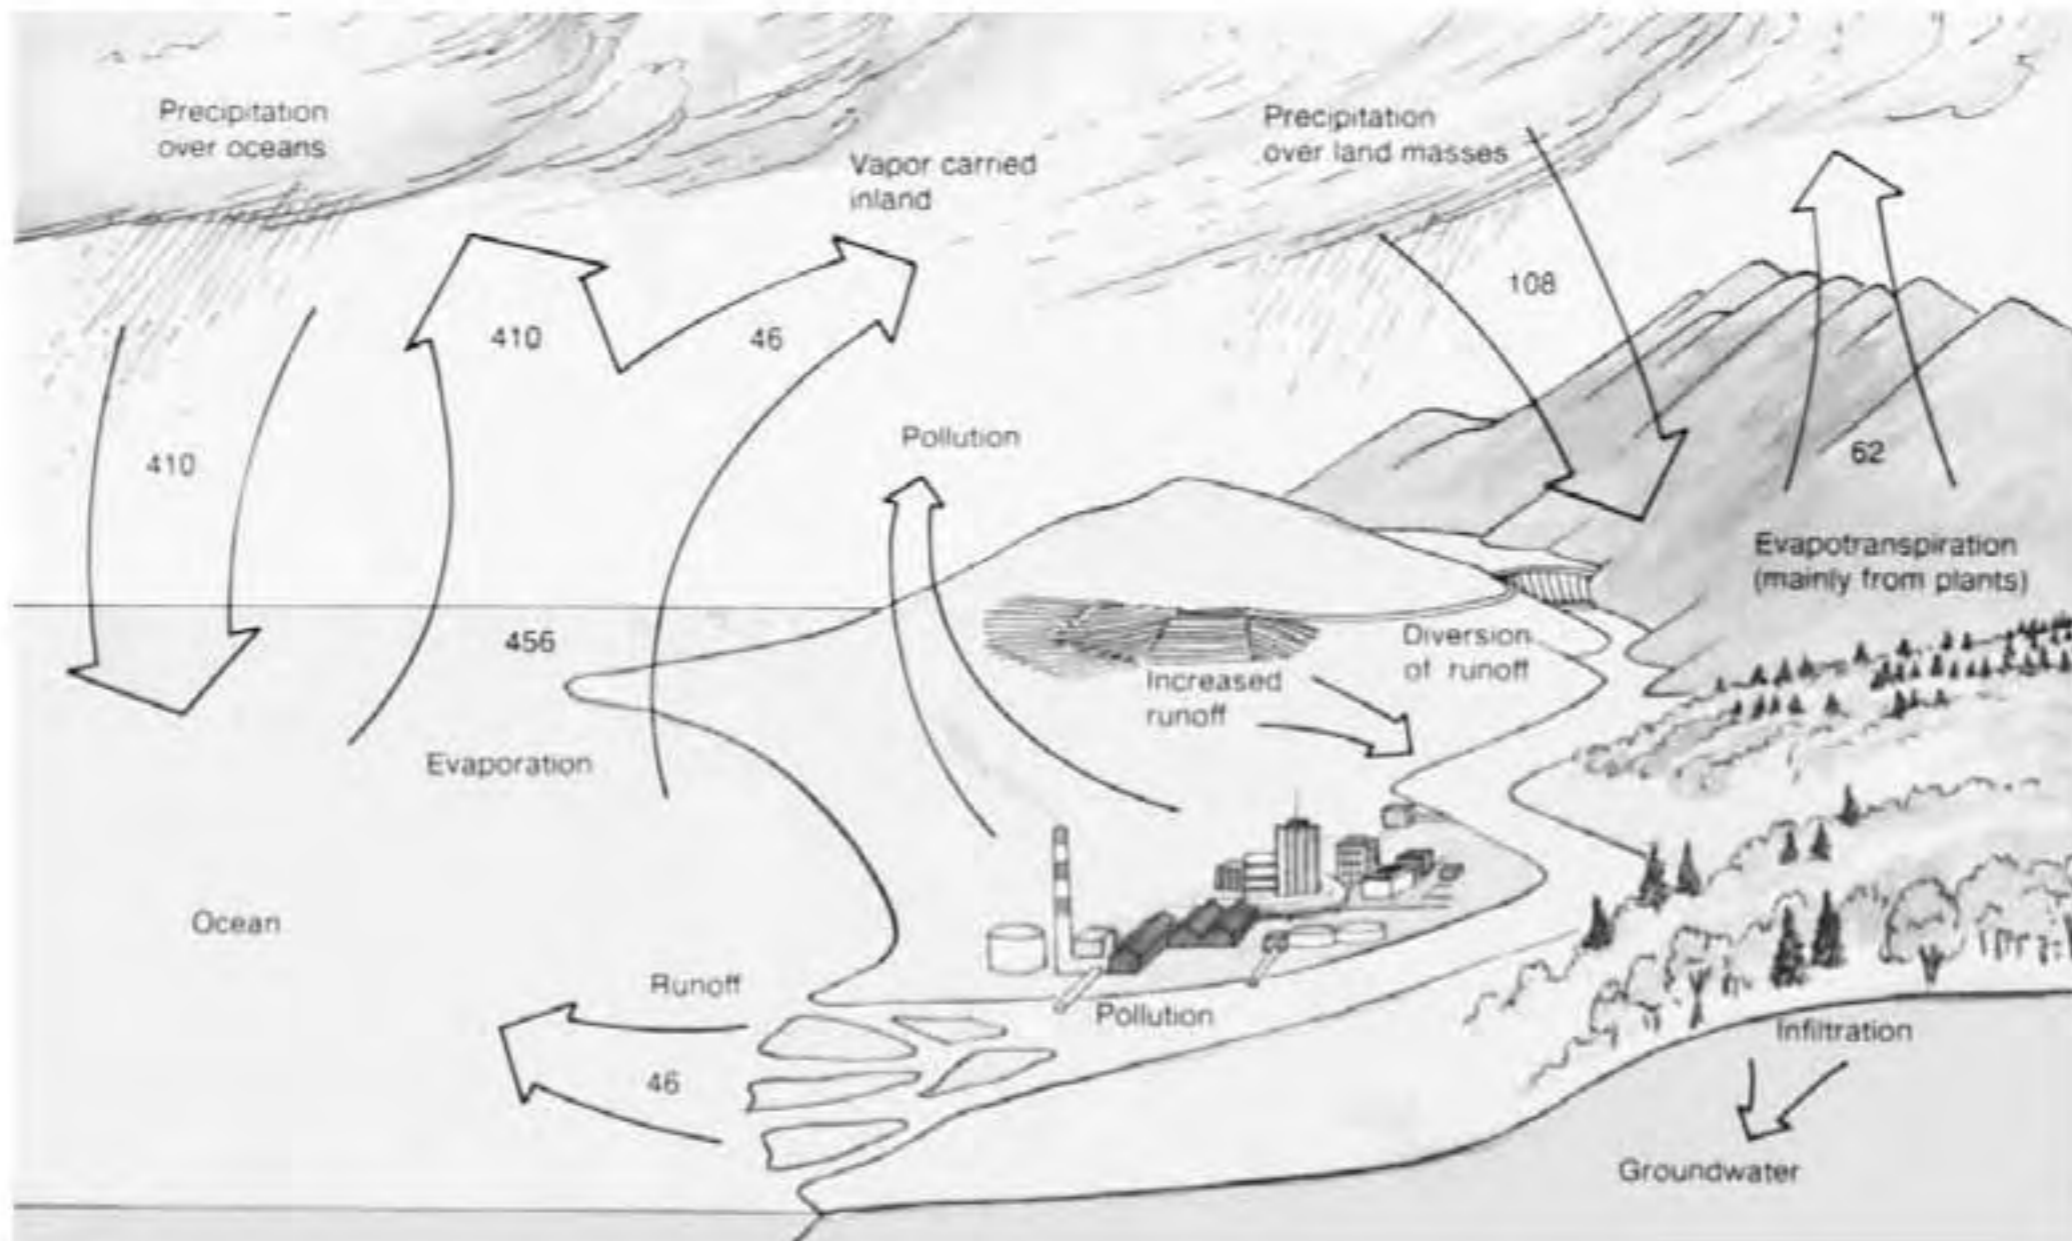 Precipitation
over oceans
Vapor carried
inland
Precipitation
over land masses
108
410
46
410
Pollution
62
Evapotranspiration
(mainly from plants)
456
Diversion
of runoff
Increased
runoff
Evaporation
Ocean
Runoff
Pollution
46
Infiltration
Groundwater